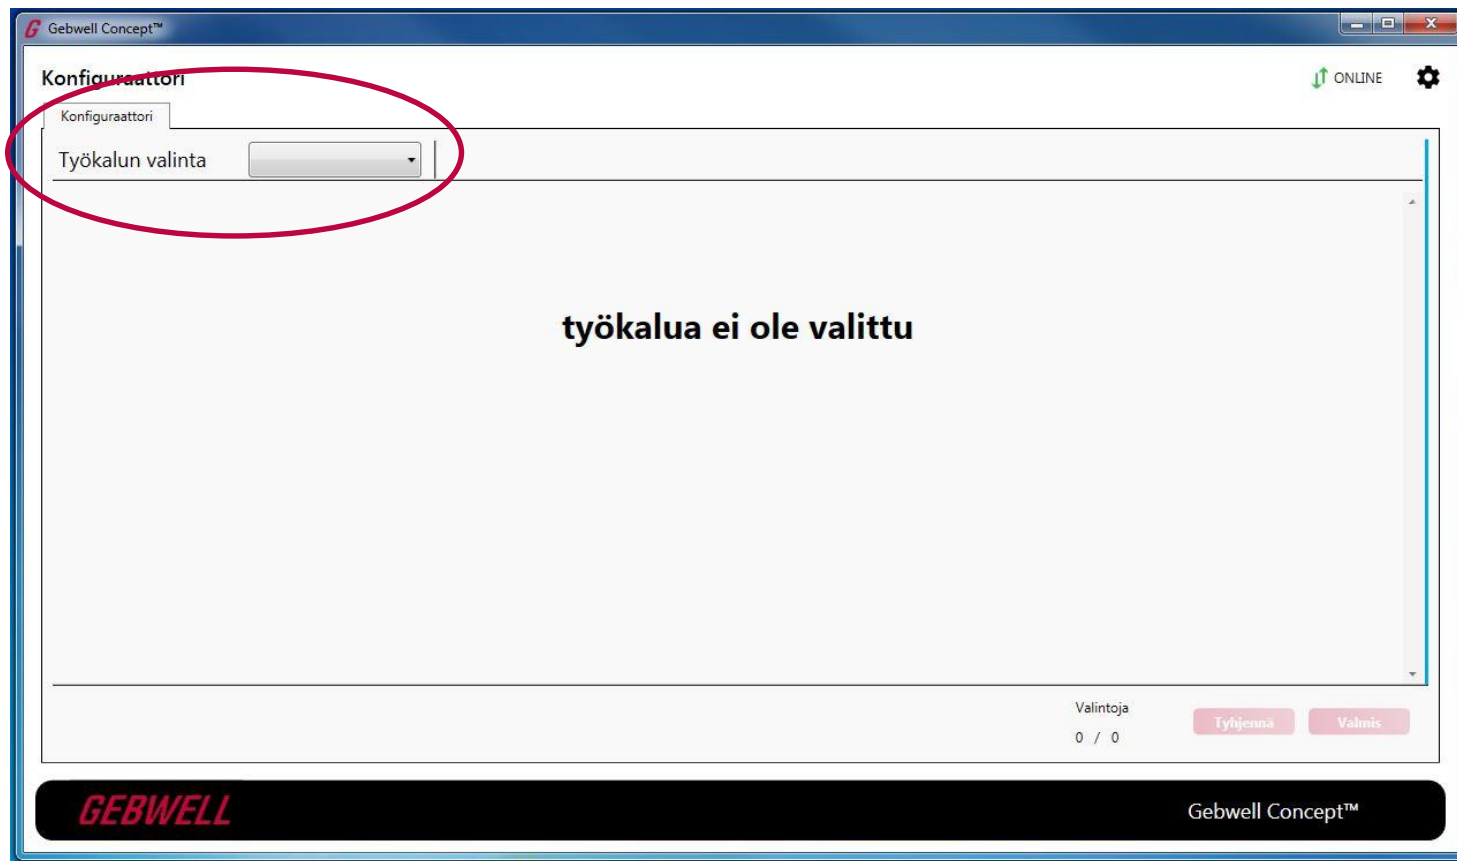 Gebwell Concept™
Konfiguraattori
ONLINE
Konfiguraattori
Työkalun valinta
työkalua ei ole valittu
Valintoja
0 / 0
Tyhjennä
Valmis
GEBWELL
Gebwell Concept™